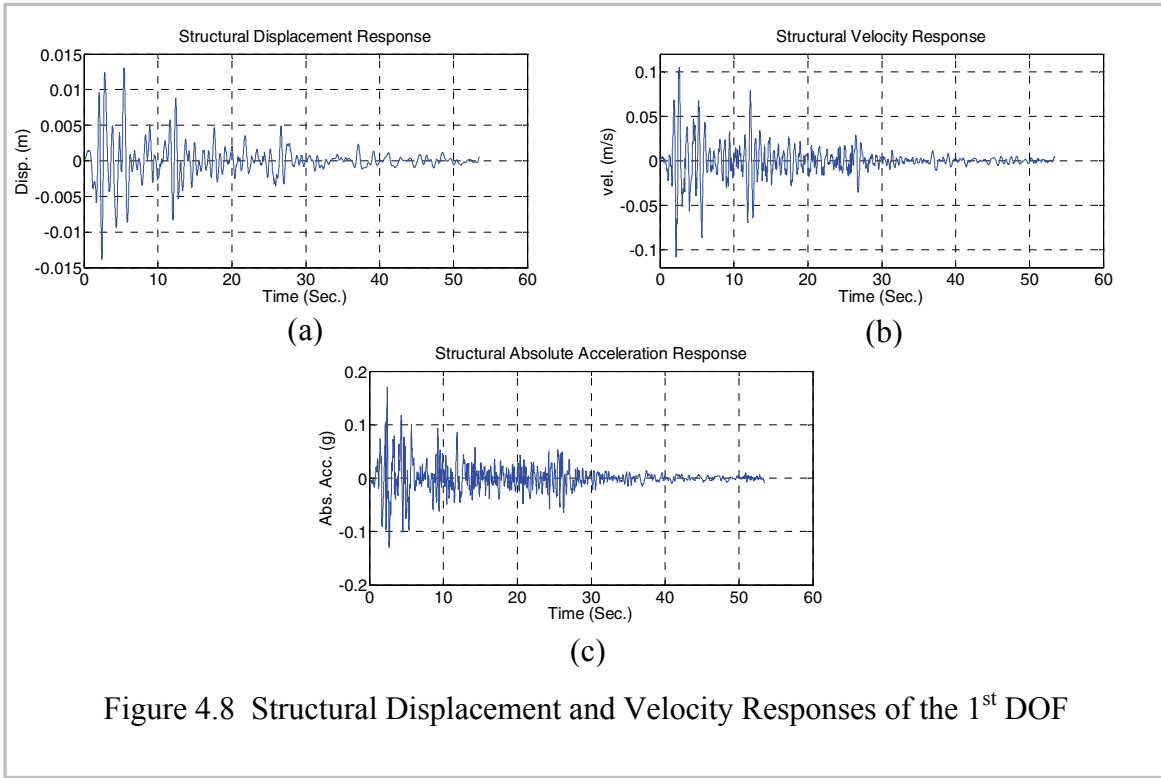 Structural Displacement Response
0.015
0.01
0.005
0
-0.005
-0.01
-0.015
Disp. (m)
0 10 20 30 40 50 60
Time (Sec.)
(a)
Structural Velocity Response
0.1
0.05
0
-0.05
-0.1
vel. (m/s)
0 10 20 30 40 50 60
Time (Sec.)
(b)
Structural Absolute Acceleration Response
0.2
0.1
0
-0.1
-0.2
Abs. Acc. (g)
0 10 20 30 40 50 60
Time (Sec.)
(c)
Figure 4.8 Structural Displacement and Velocity Responses of the 1st DOF